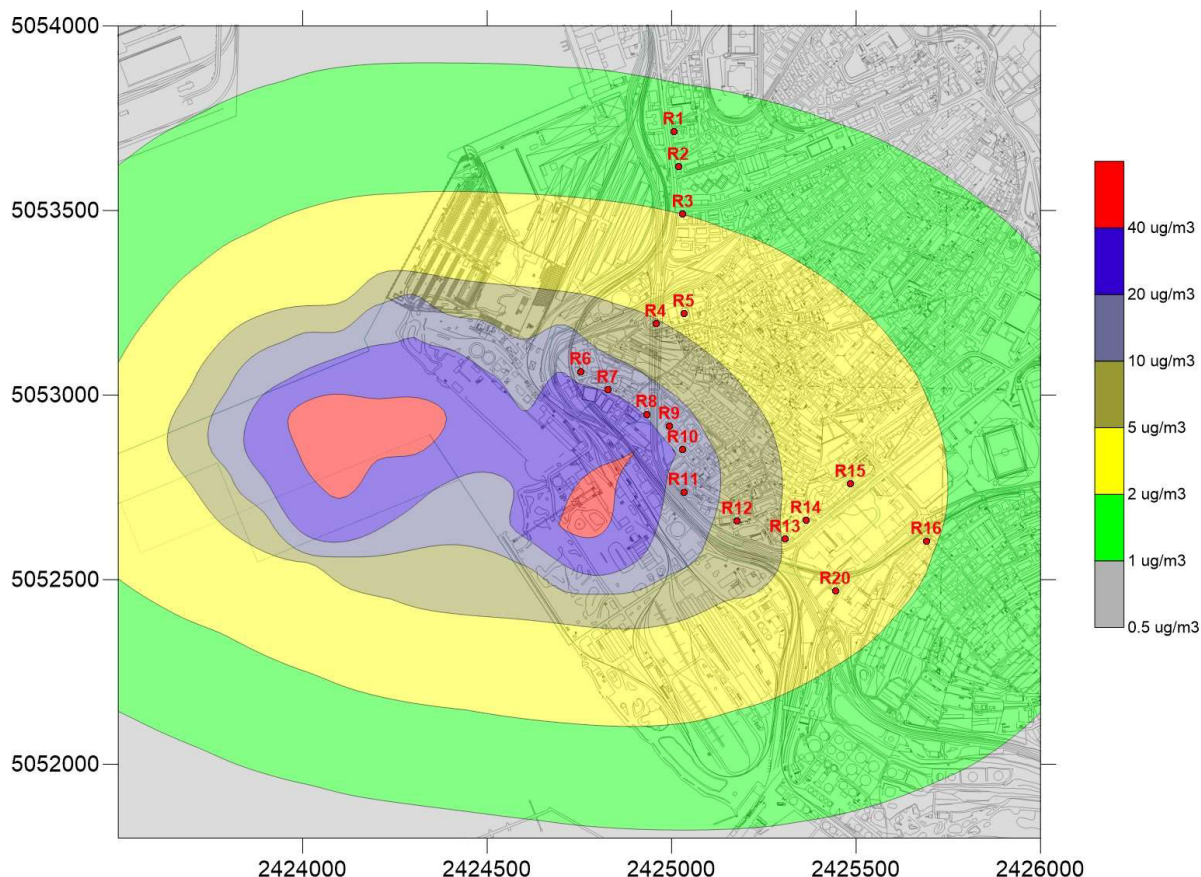 5054000
R1
R2
5053500
R3
R5
R4
R6
5053000
R7
R8
R9
R10
R11
R15
R12
R14
R13
R16
5052500
R20
5052000
2424000
2424500
2425000
2425500
2426000
40 ug/m3
20 ug/m3
10 ug/m3
5 ug/m3
2 ug/m3
1 ug/m3
0.5 ug/m3